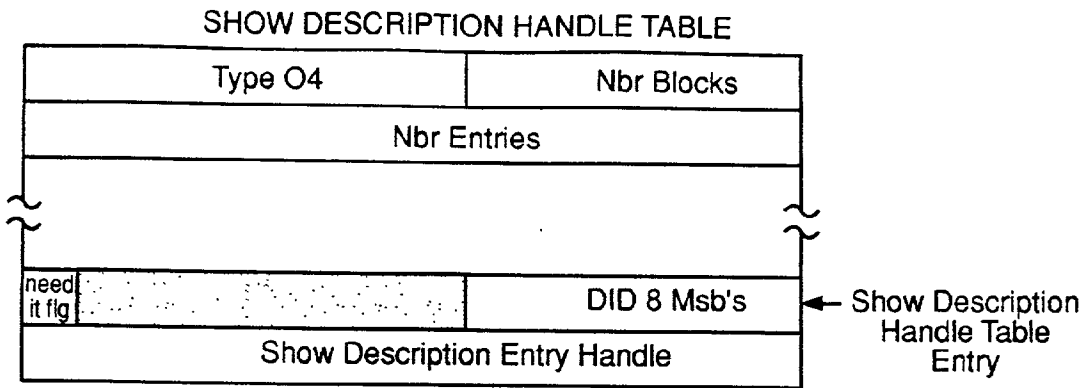 SHOW DESCRIPTION HANDLE TABLE
Type O4 Nbr Blocks
Nbr Entries
need it flg DID 8 Msb's
Show Description Entry Handle
Show Description
Handle Table
Entry